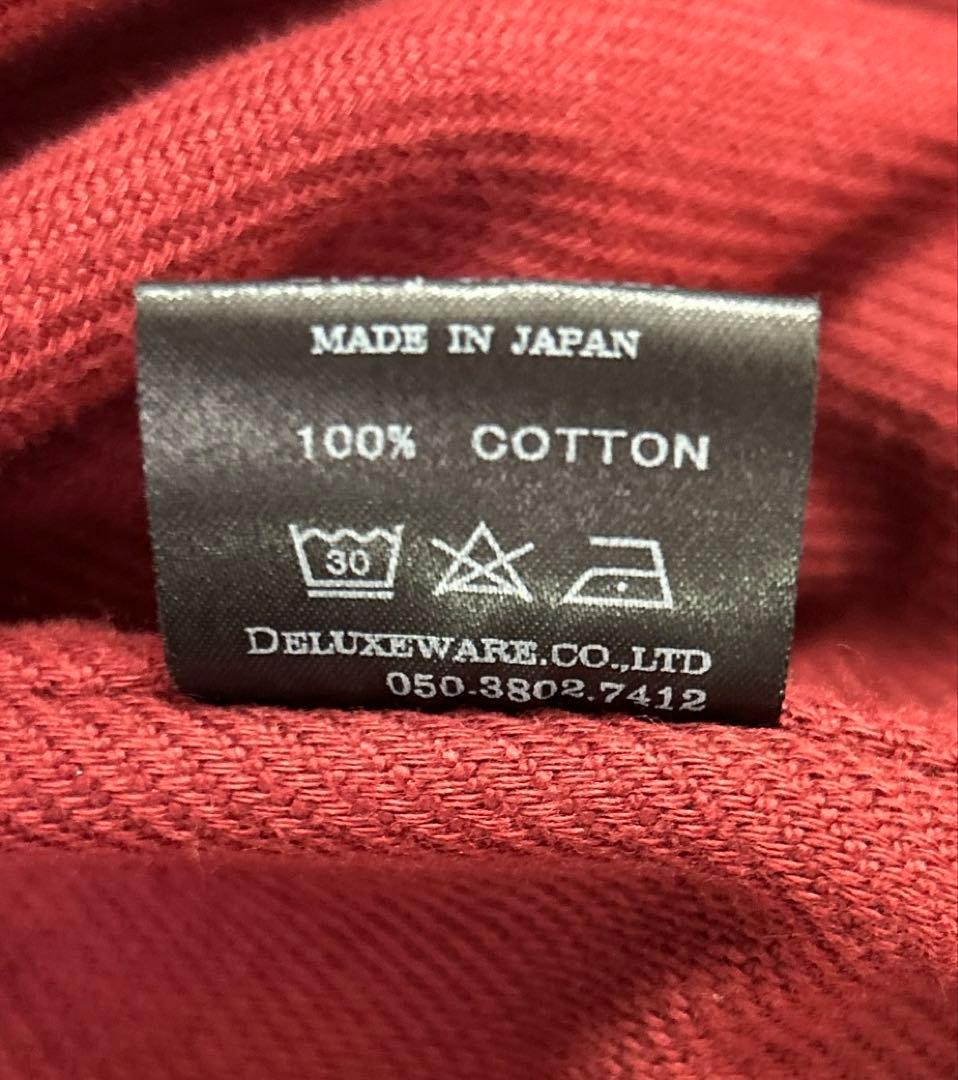 MADE IN JAPAN
100% COTTON
30
DELUXEWARE.CO.,LTD
050-3802.7412